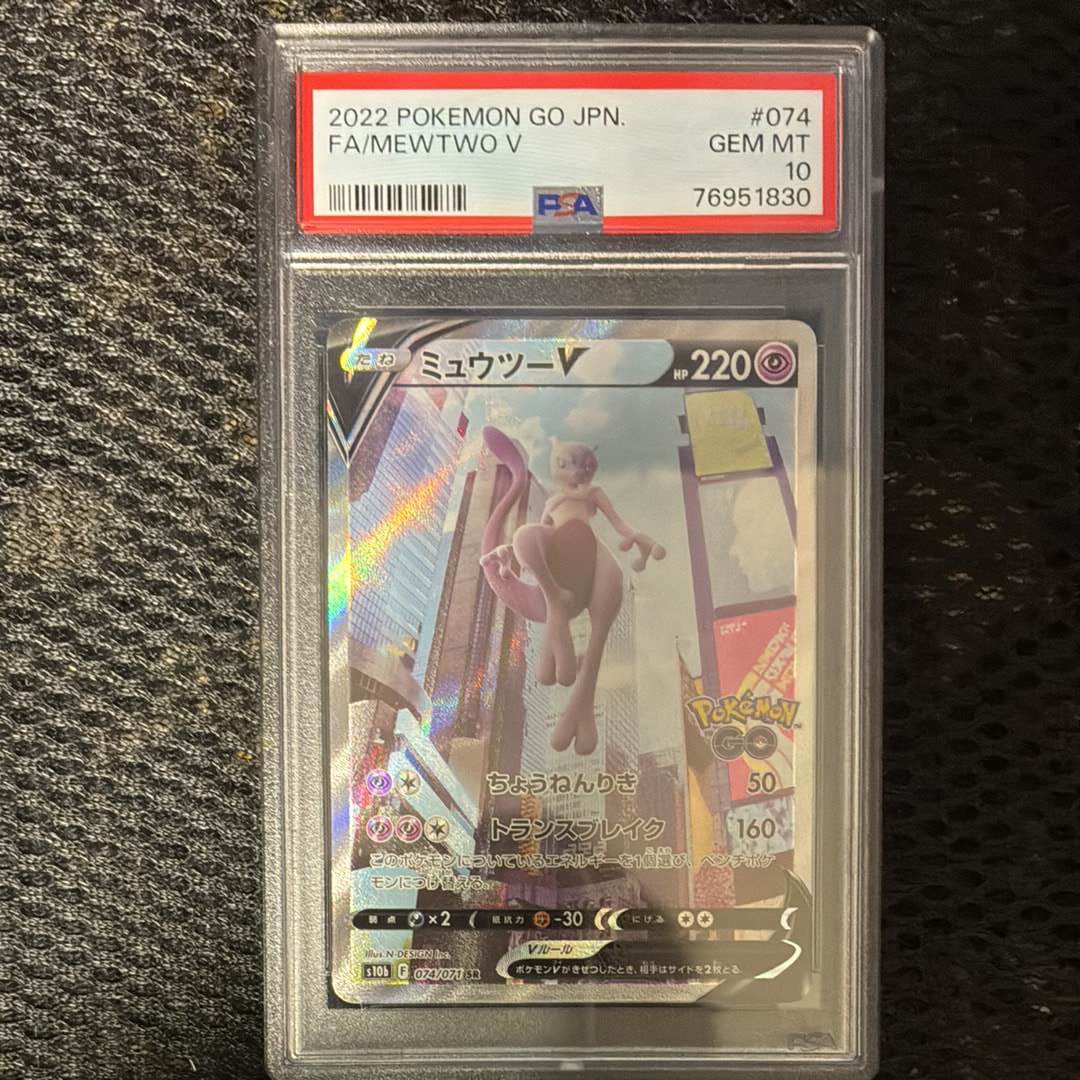 2022 POKEMON GO JPN. #074
FA/MEWTWO V GEM MT
10
PSA 76951830
たね ミュウツーV HP 220
Pokémon
GO
ちょうねんりき 50
トランスブレイク 160
このポケモンについているエネルギーを1個選び、ベンチポケ
モンにつけ替える。
弱点 ×2 抵抗力 -30 にげる
Illus. N-DESIGN Inc. Vルール
s10b F 074/071 SR ポケモンVがきぜつしたとき、相手はサイドを2枚とる。
PSA